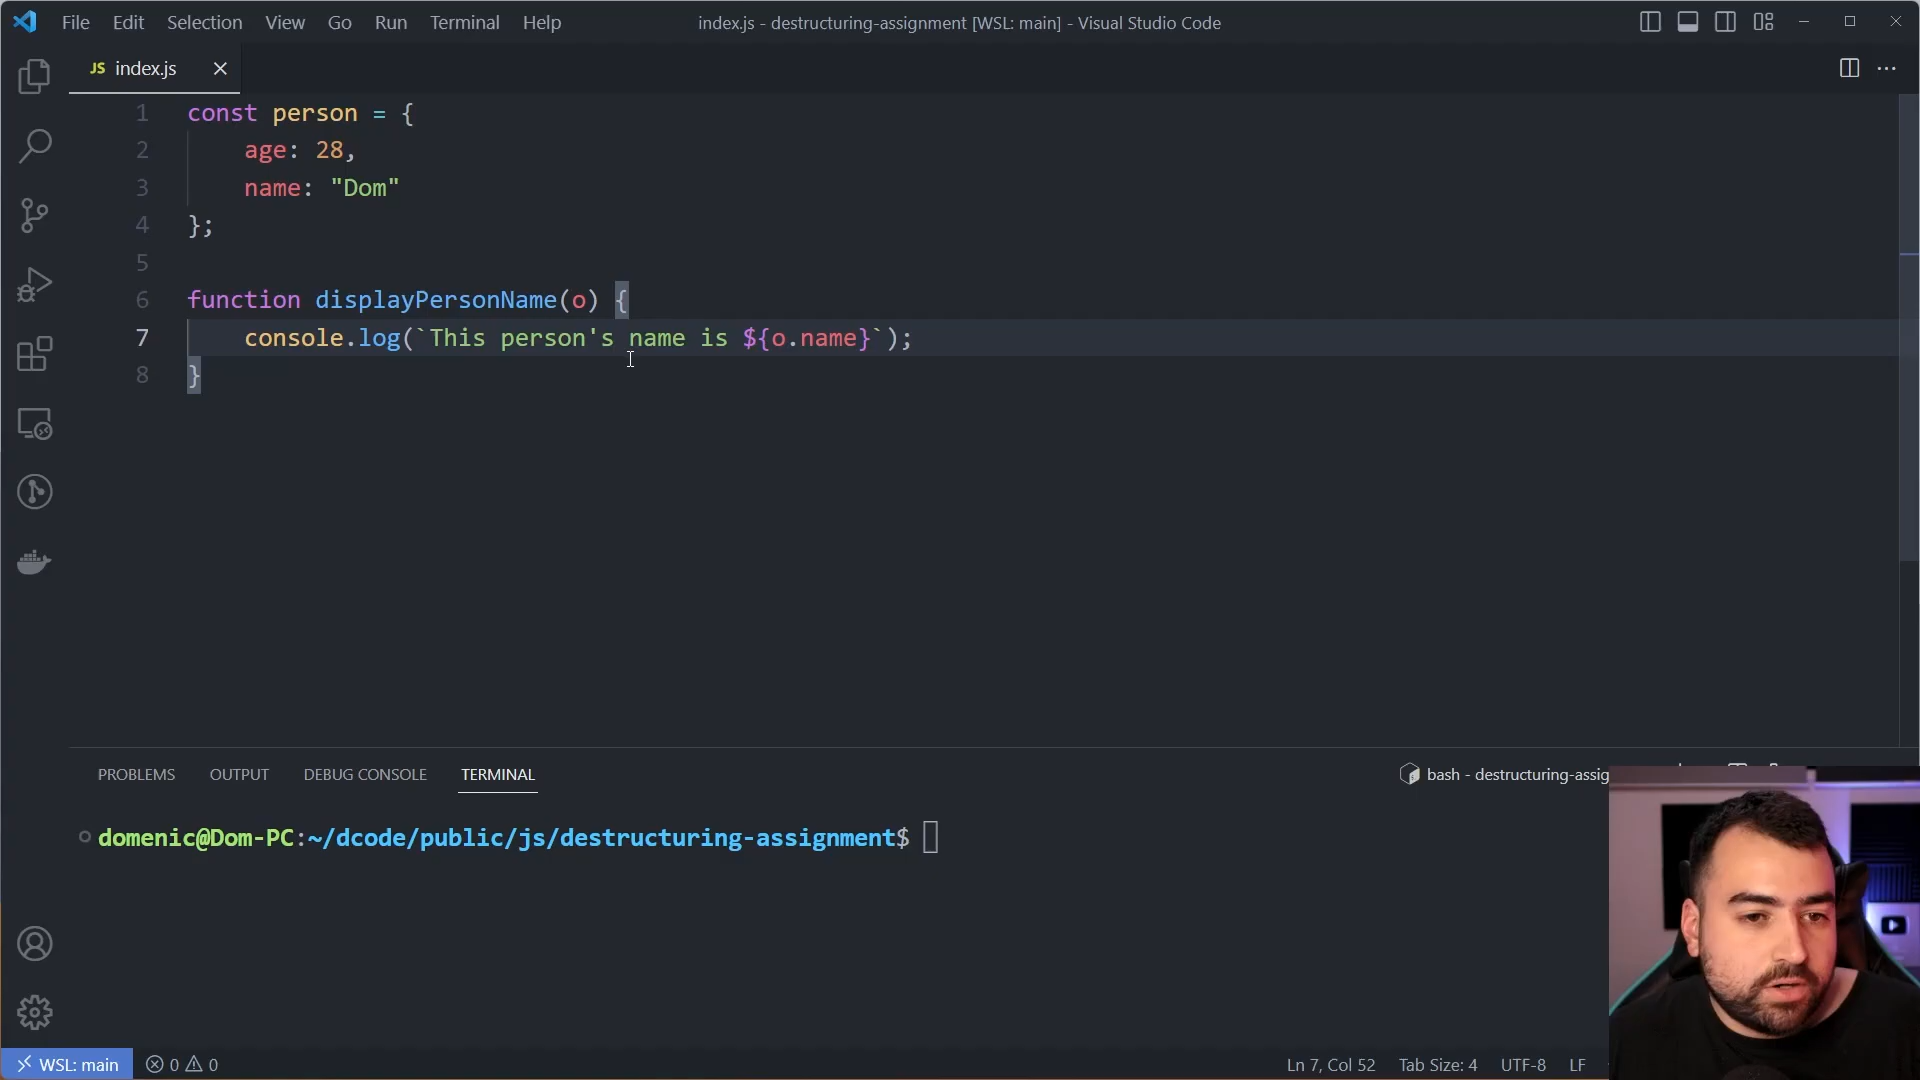 File Edit Selection View Go Run Terminal Help
index.js - destructuring-assignment [WSL: main] - Visual Studio Code
JS index.js
1 const person = {
2     age: 28,
3     name: "Dom"
4 };
5
6 function displayPersonName(o) {
7     console.log(`This person's name is ${o.name}`);
8 }
PROBLEMS OUTPUT DEBUG CONSOLE TERMINAL
bash - destructuring-assig
domenic@Dom-PC:~/dcode/public/js/destructuring-assignment$
WSL: main 0 0
Ln 7, Col 52 Tab Size: 4 UTF-8 LF